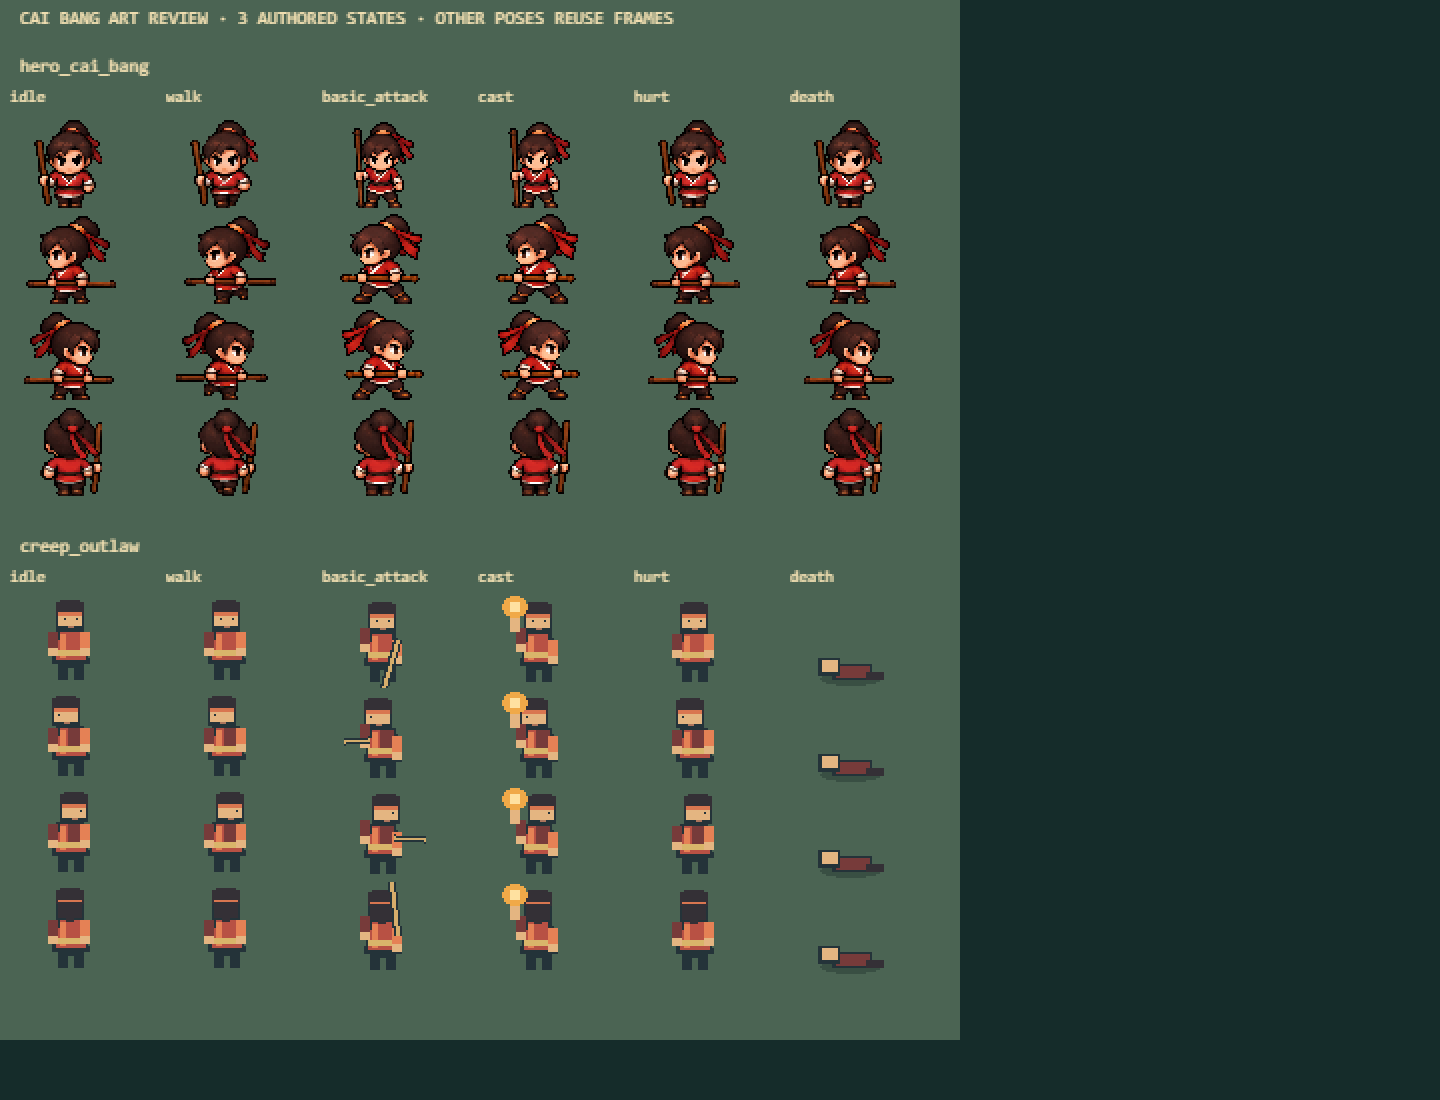 CAI BANG ART REVIEW · 3 AUTHORED STATES · OTHER POSES REUSE FRAMES
hero_cai_bang
idle walk basic_attack cast hurt death
creep_outlaw
idle walk basic_attack cast hurt death